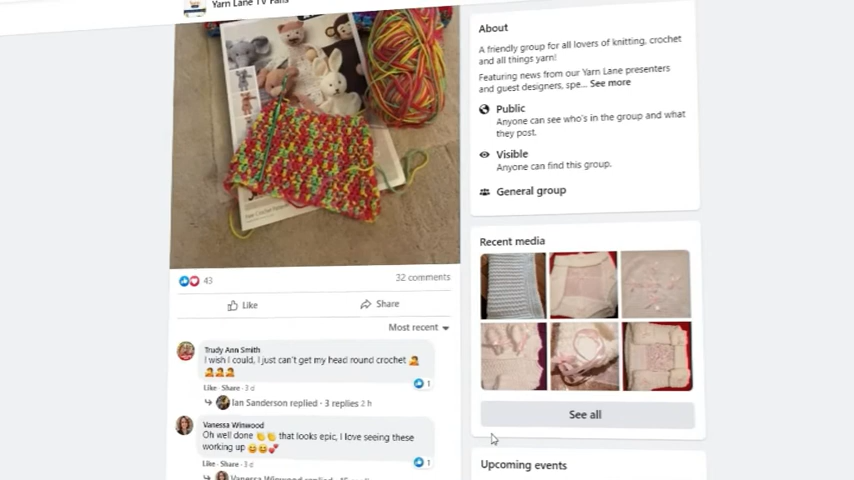 Yarn Lane TV Fans
43
32 comments
Like
Share
Most recent
Trudy Ann Smith
I wish I could, I just can't get my head round crochet
1
Like · Share · 3 d
Ian Sanderson replied · 3 replies 2 h
Vanessa Winwood
Oh well done 👏👏 that looks epic, I love seeing these
working up 😆😆💕
1
Like · Share · 3 d
Vanessa Winwood replied
About
A friendly group for all lovers of knitting, crochet
and all things yarn!
Featuring news from our Yarn Lane presenters
and guest designers, spe... See more
Public
Anyone can see who's in the group and what
they post.
Visible
Anyone can find this group.
General group
Recent media
See all
Upcoming events